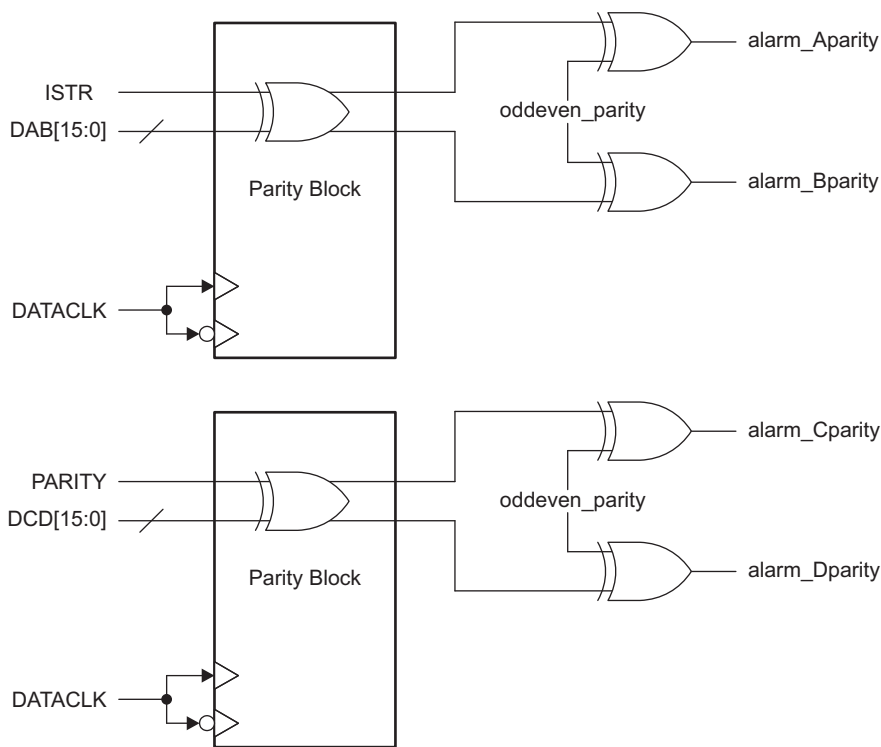 alarm_Aparity
ISTR
oddeven_parity
DAB[15:0]
Parity Block
alarm_Bparity
DATACLK
alarm_Cparity
PARITY
oddeven_parity
DCD[15:0]
Parity Block
alarm_Dparity
DATACLK